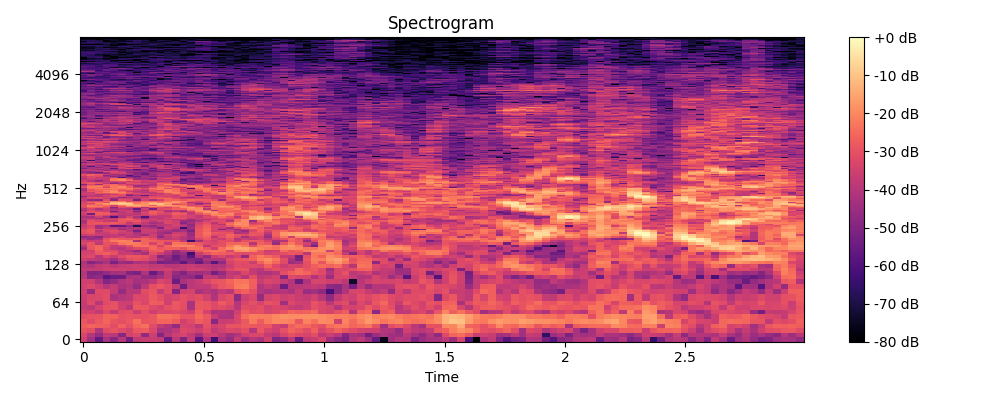 Spectrogram
4096
2048
1024
512
256
128
64
0
Hz
0
0.5
1
1.5
2
2.5
Time
+0 dB
-10 dB
-20 dB
-30 dB
-40 dB
-50 dB
-60 dB
-70 dB
-80 dB